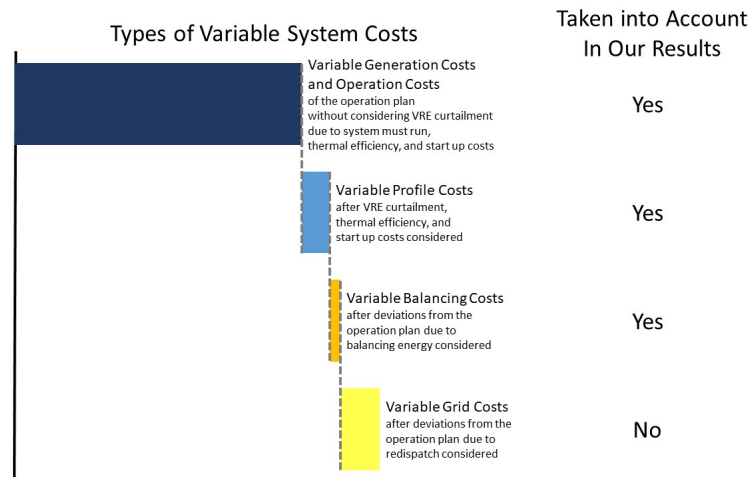 Types of Variable System Costs
Taken into Account
In Our Results
Variable Generation Costs
and Operation Costs
of the operation plan
without considering VRE curtailment
due to system must run,
thermal efficiency, and start up costs
Yes
Variable Profile Costs
after VRE curtailment,
thermal efficiency, and
start up costs considered
Yes
Variable Balancing Costs
after deviations from the
operation plan due to
balancing energy considered
Yes
Variable Grid Costs
after deviations from the
operation plan due to
redispatch considered
No